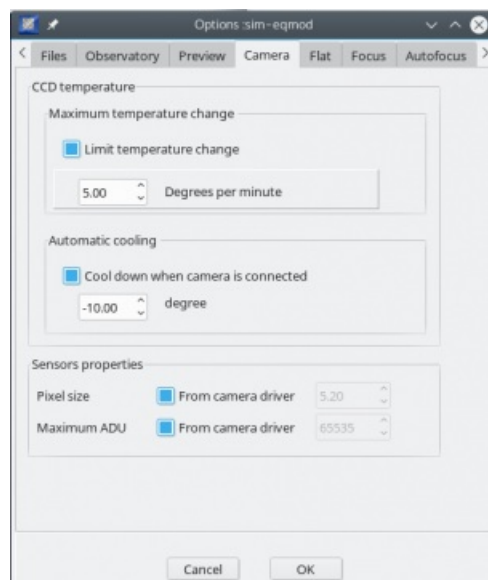 Options :sim-eqmod
Files Observatory Preview Camera Flat Focus Autofocus
CCD temperature
Maximum temperature change
Limit temperature change
5.00 Degrees per minute
Automatic cooling
Cool down when camera is connected
-10.00 degree
Sensors properties
Pixel size From camera driver 5.20
Maximum ADU From camera driver 65535
Cancel OK